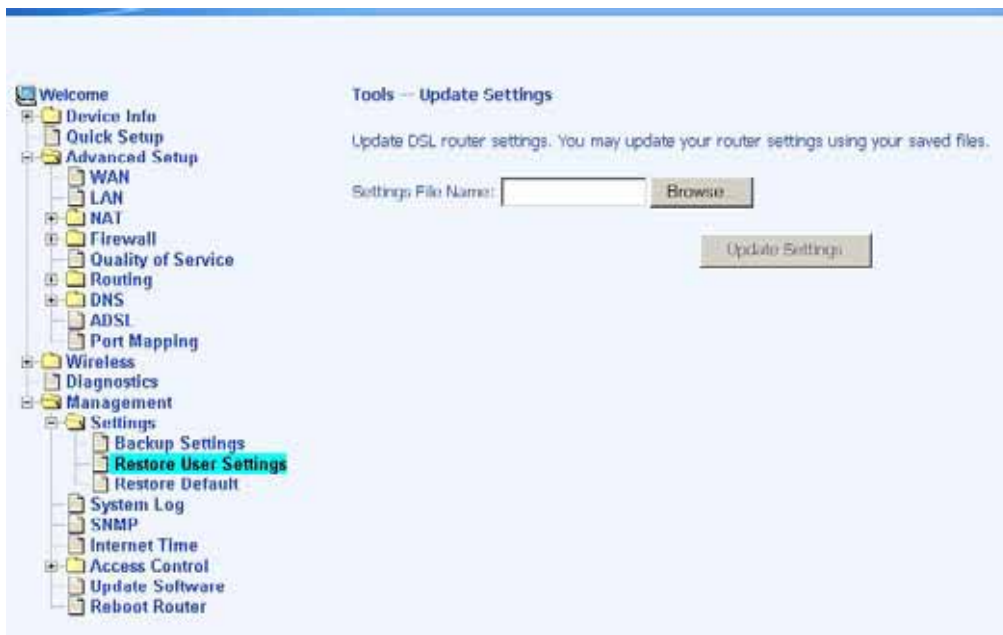 Welcome
Device Info
Quick Setup
Advanced Setup
WAN
LAN
NAT
Firewall
Quality of Service
Routing
DNS
ADSL
Port Mapping
Wireless
Diagnostics
Management
Settings
Backup Settings
Restore User Settings
Restore Default
System Log
SNMP
Internet Time
Access Control
Update Software
Reboot Router
Tools -- Update Settings
Update DSL router settings. You may update your router settings using your saved files.
Settings File Name: Browse...
Update Settings